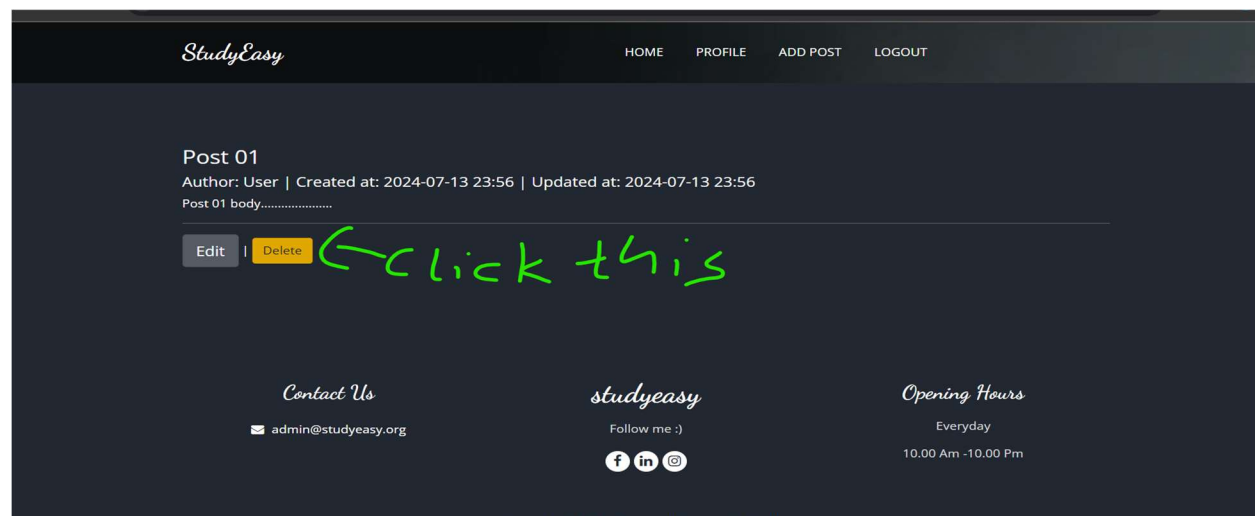 StudyEasy
HOME PROFILE ADD POST LOGOUT
Post 01
Author: User | Created at: 2024-07-13 23:56 | Updated at: 2024-07-13 23:56
Post 01 body.....................
Edit | Delete click this
Contact Us
admin@studyeasy.org
studyeasy
Follow me :)
Opening Hours
Everyday
10.00 Am -10.00 Pm